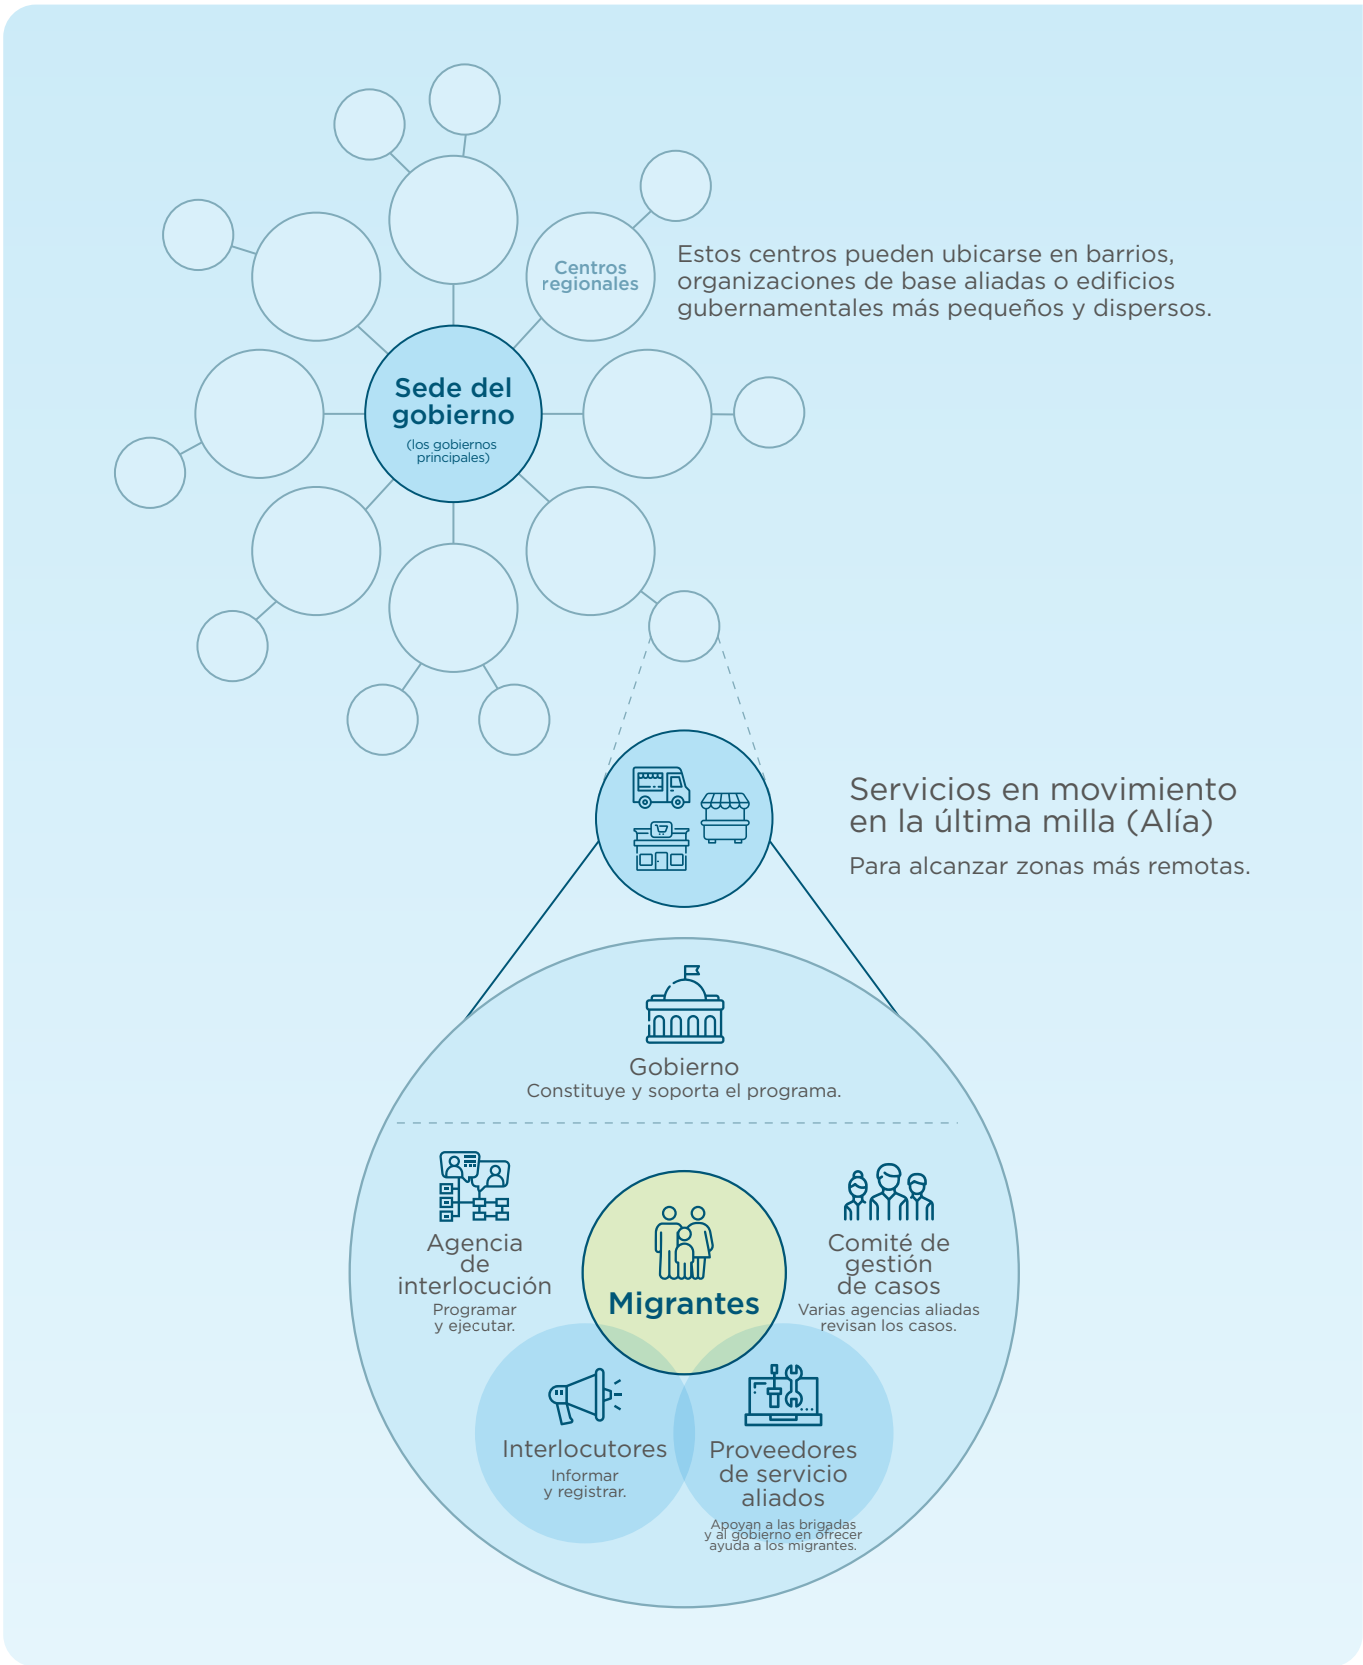 Centros
regionales
Estos centros pueden ubicarse en barrios,
organizaciones de base aliadas o edificios
gubernamentales más pequeños y dispersos.
Sede del
gobierno
(los gobiernos
principales)
Servicios en movimiento
en la última milla (Alía)
Para alcanzar zonas más remotas.
Gobierno
Constituye y soporta el programa.
Agencia
de
interlocución
Programar
y ejecutar.
Migrantes
Comité de
gestión
de casos
Varias agencias aliadas
revisan los casos.
Interlocutores
Informar
y registrar.
Proveedores
de servicio
aliados
Apoyan a las brigadas
y al gobierno en ofrecer
ayuda a los migrantes.